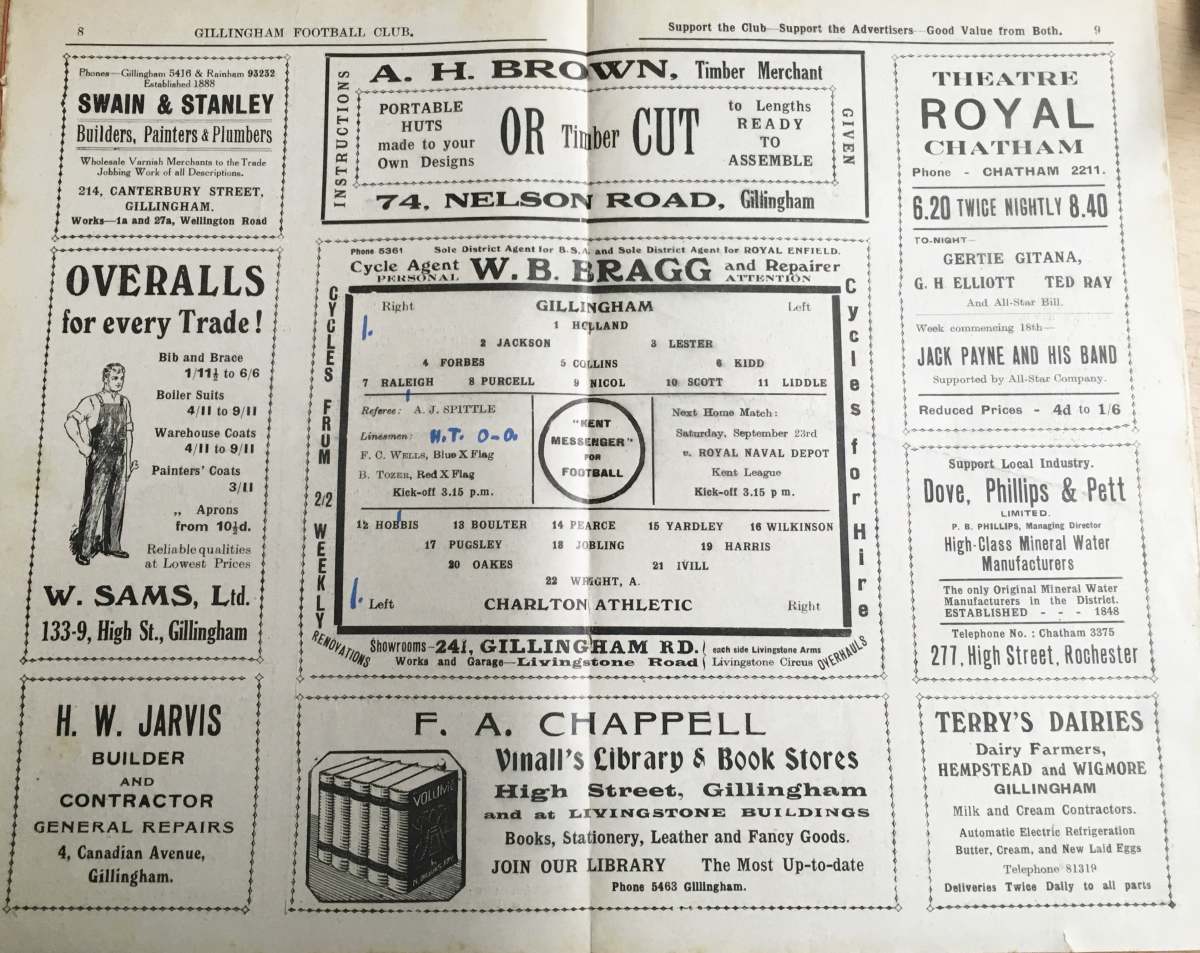 8 GILLINGHAM FOOTBALL CLUB.
Support the Club—Support the Advertisers—Good Value from Both. 9
Phones—Gillingham 5416 & Rainham 93232
Established 1888
SWAIN & STANLEY
Builders, Painters & Plumbers
Wholesale Varnish Merchants to the Trade
Jobbing Work of all Descriptions.
214, CANTERBURY STREET,
GILLINGHAM.
Works—1a and 27a, Wellington Road
OVERALLS
for every Trade!
Bib and Brace
1/11½ to 6/6
Boiler Suits
4/11 to 9/11
Warehouse Coats
4/11 to 9/11
Painters' Coats
3/11
„ Aprons
from 10½d.
Reliable qualities
at Lowest Prices
W. SAMS, Ltd.
133-9, High St., Gillingham
H. W. JARVIS
BUILDER
AND
CONTRACTOR
GENERAL REPAIRS
4, Canadian Avenue,
Gillingham.
INSTRUCTIONS
A. H. BROWN, Timber Merchant
PORTABLE
HUTS
made to your
Own Designs
OR Timber CUT
to Lengths
READY
TO
ASSEMBLE
GIVEN
74, NELSON ROAD, Gillingham
Phone 5361 Sole District Agent for B.S.A. and Sole District Agent for ROYAL ENFIELD.
Cycle Agent W. B. BRAGG and Repairer
PERSONAL ATTENTION
CYCLES FRUM 2/2 WEEKLY
Right GILLINGHAM Left
1.
1 HOLLAND
2 JACKSON 3 LESTER
4 FORBES 5 COLLINS 6 KIDD
7 RALEIGH 8 PURCELL 9 NICOL 10 SCOTT 11 LIDDLE
Referee: A. J. SPITTLE
Linesmen: H.T. 0-0.
F. C. WELLS, Blue X Flag
B. TOZER, Red X Flag
Kick-off 3.15 p.m.
"KENT
MESSENGER"
FOR
FOOTBALL
Next Home Match:
Saturday, September 23rd
v. ROYAL NAVAL DEPOT
Kent League
Kick-off 3.15 p m.
12 HOBBIS 13 BOULTER 14 PEARCE 15 YARDLEY 16 WILKINSON
17 PUGSLEY 18 JOBLING 19 HARRIS
20 OAKES 21 IVILL
22 WRIGHT, A.
1.
Left CHARLTON ATHLETIC Right
Cycles for Hire
RENOVATIONS
Showrooms—241, GILLINGHAM RD. each side Livingstone Arms
Works and Garage—Livingstone Road Livingstone Circus
OVERHAULS
F. A. CHAPPELL
Vinall's Library & Book Stores
High Street, Gillingham
and at LIVINGSTONE BUILDINGS
Books, Stationery, Leather and Fancy Goods.
JOIN OUR LIBRARY The Most Up-to-date
Phone 5463 Gillingham.
VOLUME
THEATRE
ROYAL
CHATHAM
Phone - CHATHAM 2211.
6.20 TWICE NIGHTLY 8.40
TO-NIGHT—
GERTIE GITANA,
G. H ELLIOTT TED RAY
And All-Star Bill.
Week commencing 18th—
JACK PAYNE AND HIS BAND
Supported by All-Star Company.
Reduced Prices - 4d to 1/6
Support Local Industry.
Dove, Phillips & Pett
LIMITED.
P. B. PHILLIPS, Managing Director
High-Class Mineral Water
Manufacturers
The only Original Mineral Water
Manufacturers in the District.
ESTABLISHED - - - 1848
Telephone No. : Chatham 3375
277, High Street, Rochester
TERRY'S DAIRIES
Dairy Farmers,
HEMPSTEAD and WIGMORE
GILLINGHAM
Milk and Cream Contractors.
Automatic Electric Refrigeration
Butter, Cream, and New Laid Eggs
Telephone 81319
Deliveries Twice Daily to all parts